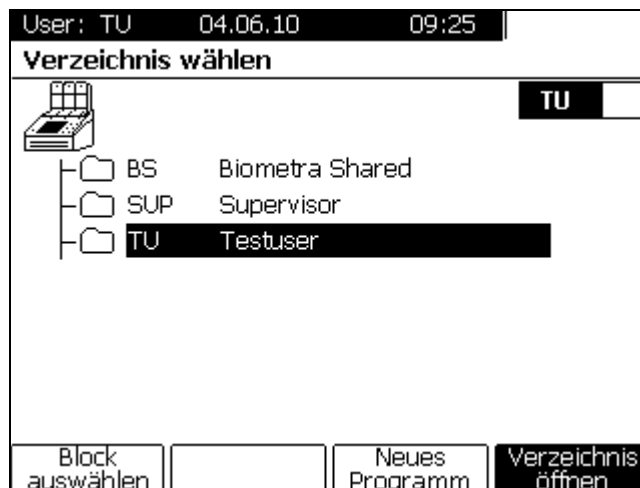 User: TU 04.06.10 09:25
Verzeichnis wählen
TU
BS Biometra Shared
SUP Supervisor
TU Testuser
Block auswählen
Neues Programm
Verzeichnis öffnen